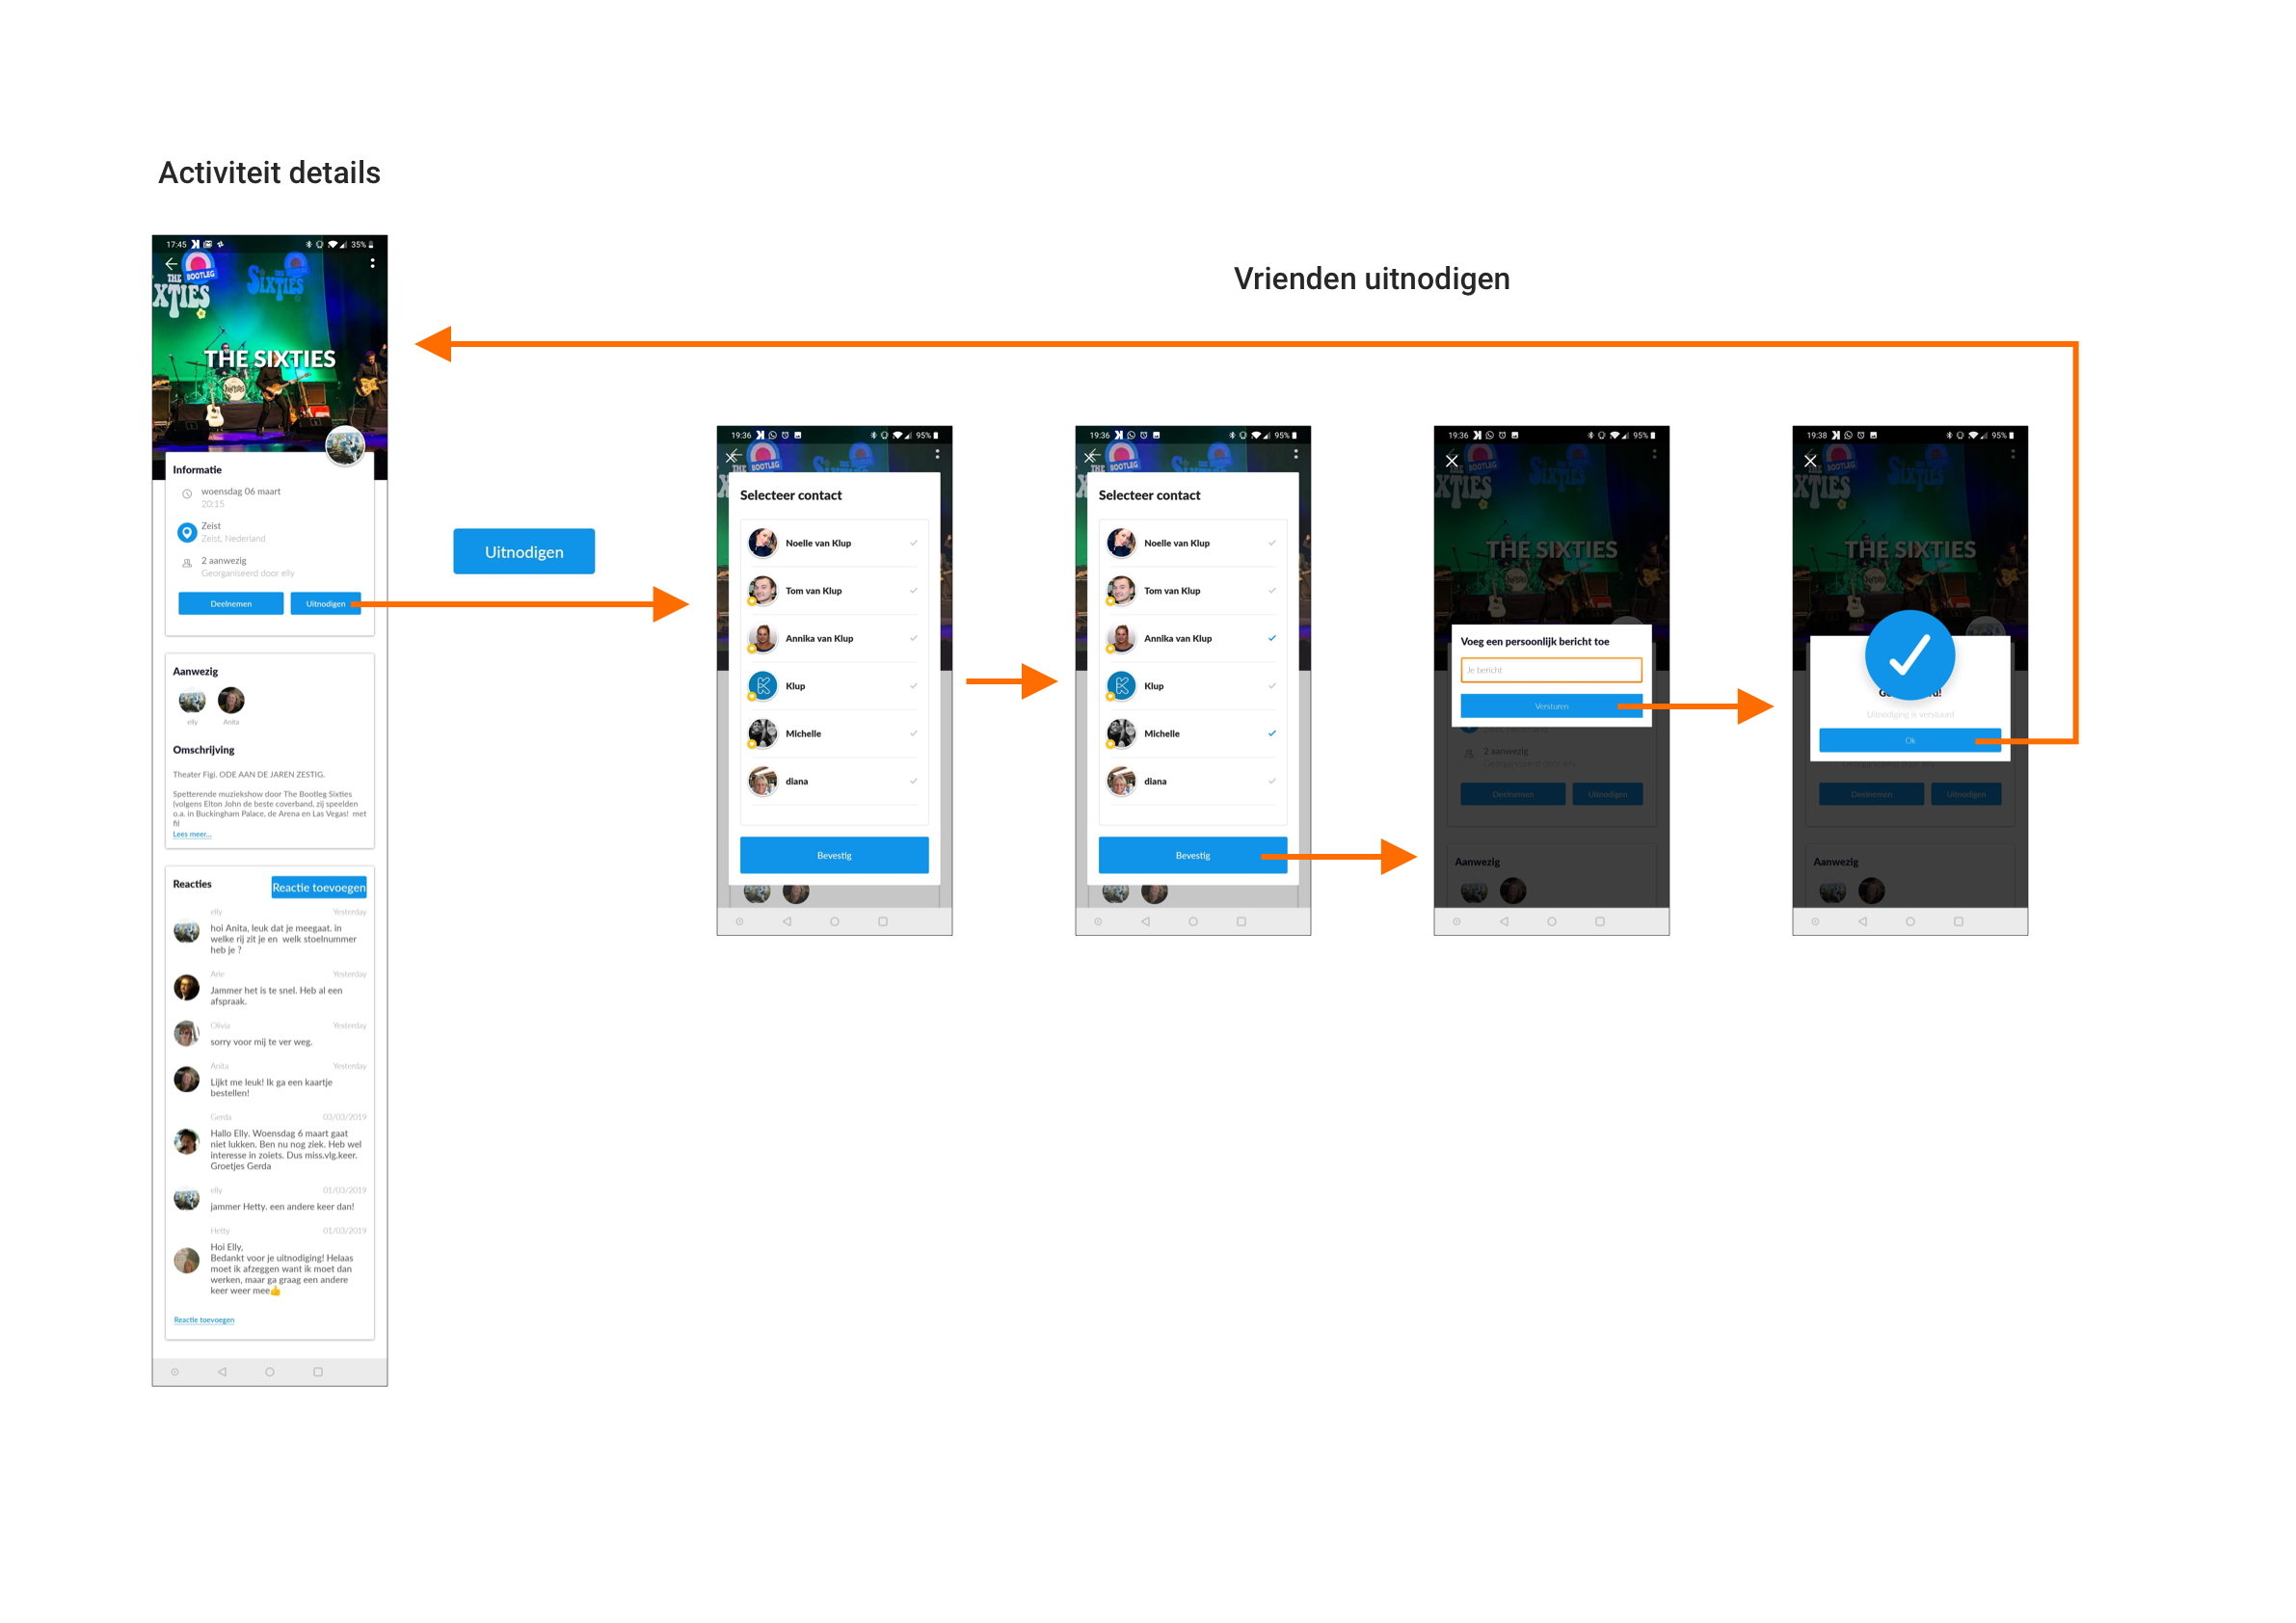 Activiteit details
Vrienden uitnodigen
17:45
35%
THE BOOTLEG
XTIES
SIXTIES
THE SIXTIES
Informatie
woensdag 06 maart
20:15
Zeist
Zeist, Nederland
2 aanwezig
Georganiseerd door elly
Deelnemen
Uitnodigen
Aanwezig
elly
Anita
Omschrijving
Theater Figi. ODE AAN DE JAREN ZESTIG.
Spetterende muziekshow door The Bootleg Sixties
(volgens Elton John de beste coverband, zij speelden
o.a. in Buckingham Palace, de Arena en Las Vegas! met
fil
Lees meer...
Reacties
Reactie toevoegen
elly
Yesterday
hoi Anita, leuk dat je meegaat. in
welke rij zit je en welk stoelnummer
heb je ?
Arie
Yesterday
Jammer het is te snel. Heb al een
afspraak.
Olivia
Yesterday
sorry voor mij te ver weg.
Anita
Yesterday
Lijkt me leuk! Ik ga een kaartje
bestellen!
Gerda
03/03/2019
Hallo Elly. Woensdag 6 maart gaat
niet lukken. Ben nu nog ziek. Heb wel
interesse in zoiets. Dus miss.vlg.keer.
Groetjes Gerda
elly
01/03/2019
jammer Hetty. een andere keer dan!
Hetty
01/03/2019
Hoi Elly,
Bedankt voor je uitnodiging! Helaas
moet ik afzeggen want ik moet dan
werken, maar ga graag een andere
keer weer mee👍
Reactie toevoegen
Uitnodigen
19:36
95%
THE BOOTLEG
Selecteer contact
Noelle van Klup
Tom van Klup
Annika van Klup
Klup
Michelle
diana
Bevestig
19:36
95%
THE BOOTLEG
Selecteer contact
Noelle van Klup
Tom van Klup
Annika van Klup
Klup
Michelle
diana
Bevestig
19:36
95%
THE BOOTLEG
XTIES
SIXTIES
THE SIXTIES
Voeg een persoonlijk bericht toe
Je bericht
Versturen
2 aanwezig
Georganiseerd door elly
Deelnemen
Uitnodigen
Aanwezig
19:38
95%
THE BOOTLEG
XTIES
SIXTIES
THE SIXTIES
Uitnodiging is verstuurd
Ok
Deelnemen
Uitnodigen
Aanwezig